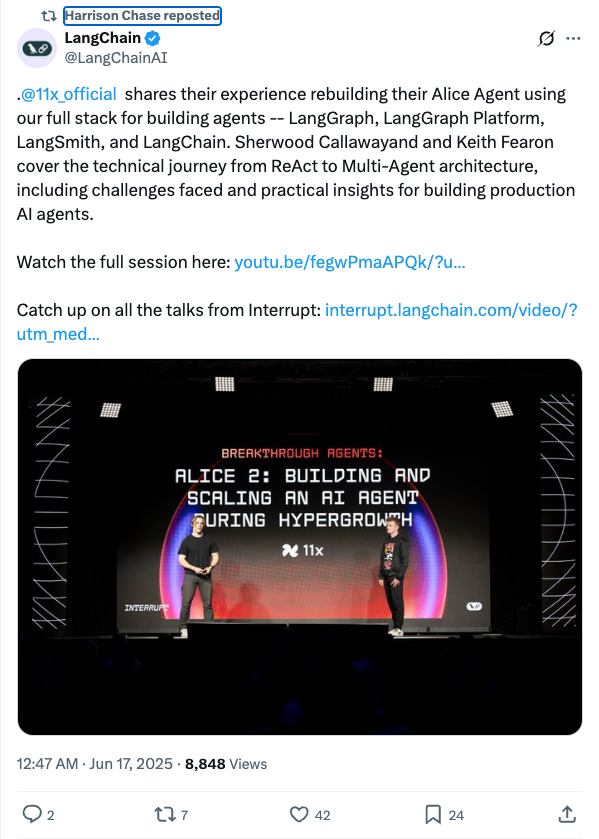 Harrison Chase reposted
LangChain
@LangChainAI
.@11x_official shares their experience rebuilding their Alice Agent using
our full stack for building agents -- LangGraph, LangGraph Platform,
LangSmith, and LangChain. Sherwood Callawayand and Keith Fearon
cover the technical journey from ReAct to Multi-Agent architecture,
including challenges faced and practical insights for building production
AI agents.
Watch the full session here: youtu.be/fegwPmaAPQk/?u...
Catch up on all the talks from Interrupt: interrupt.langchain.com/video/?
utm_med...
BREAKTHROUGH AGENTS:
ALICE 2: BUILDING AND
SCALING AN AI AGENT
DURING HYPERGROWTH
11x
INTERRUPT
12:47 AM · Jun 17, 2025 · 8,848 Views
2 7 42 24